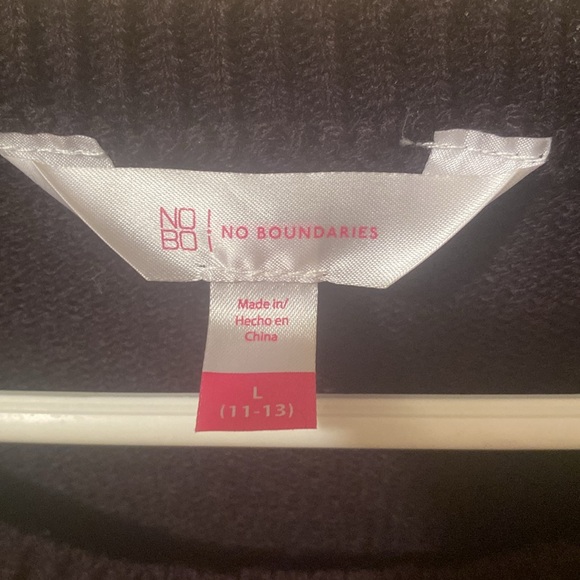 NO
BO
NO BOUNDARIES
Made in/
Hecho en
China
L
(11-13)